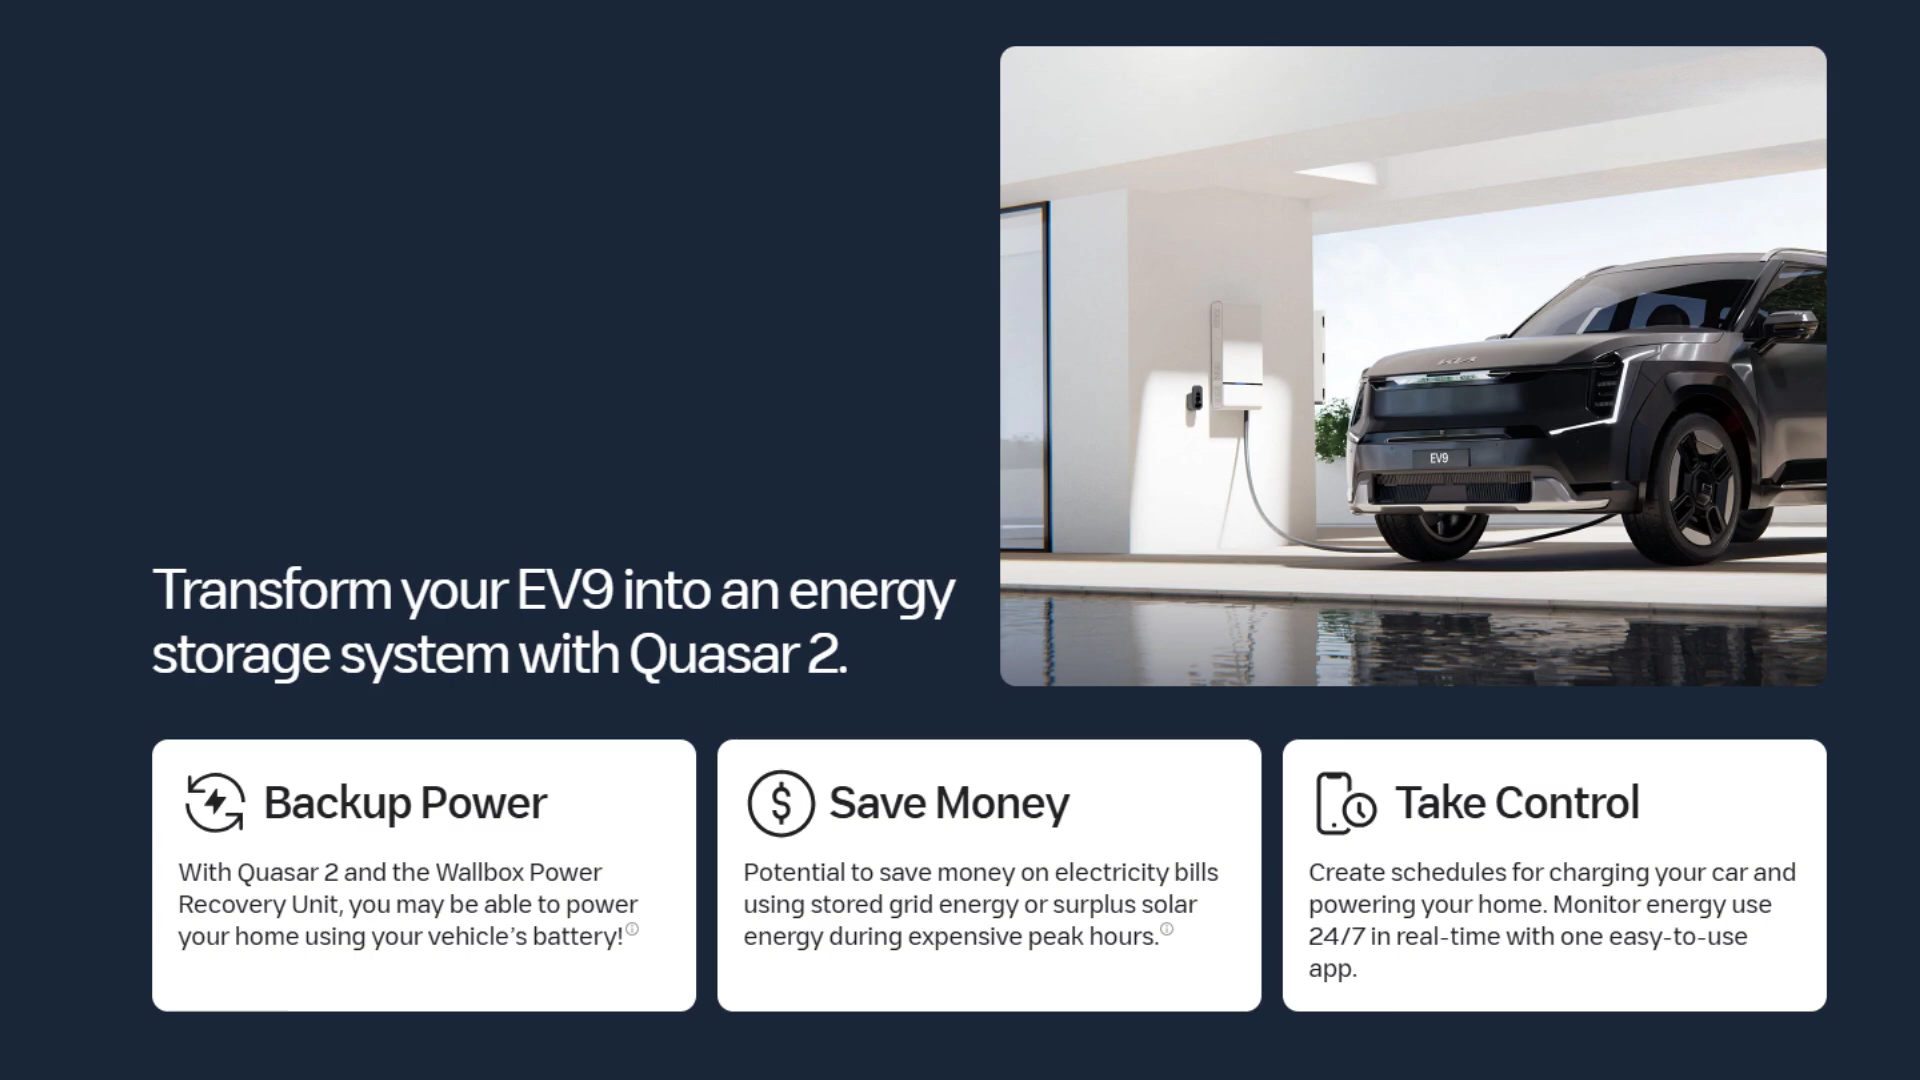 KIA
EV9
Transform your EV9 into an energy
storage system with Quasar 2.
Backup Power
With Quasar 2 and the Wallbox Power
Recovery Unit, you may be able to power
your home using your vehicle’s battery!ⓘ
Save Money
Potential to save money on electricity bills
using stored grid energy or surplus solar
energy during expensive peak hours.ⓘ
Take Control
Create schedules for charging your car and
powering your home. Monitor energy use
24/7 in real-time with one easy-to-use
app.